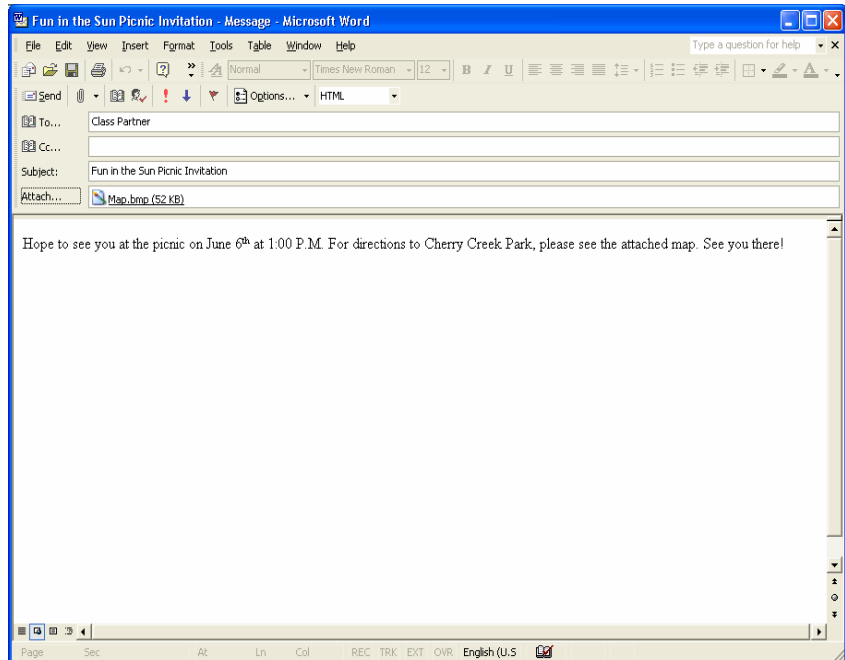 Fun in the Sun Picnic Invitation - Message - Microsoft Word
File Edit View Insert Format Tools Table Window Help Type a question for help
Normal Times New Roman 12 B I U A
Send Options... HTML
To... Class Partner
Cc...
Subject: Fun in the Sun Picnic Invitation
Attach... Map.bmp (52 KB)
Hope to see you at the picnic on June 6th at 1:00 P.M. For directions to Cherry Creek Park, please see the attached map. See you there!
Page Sec At Ln Col REC TRK EXT OVR English (U.S